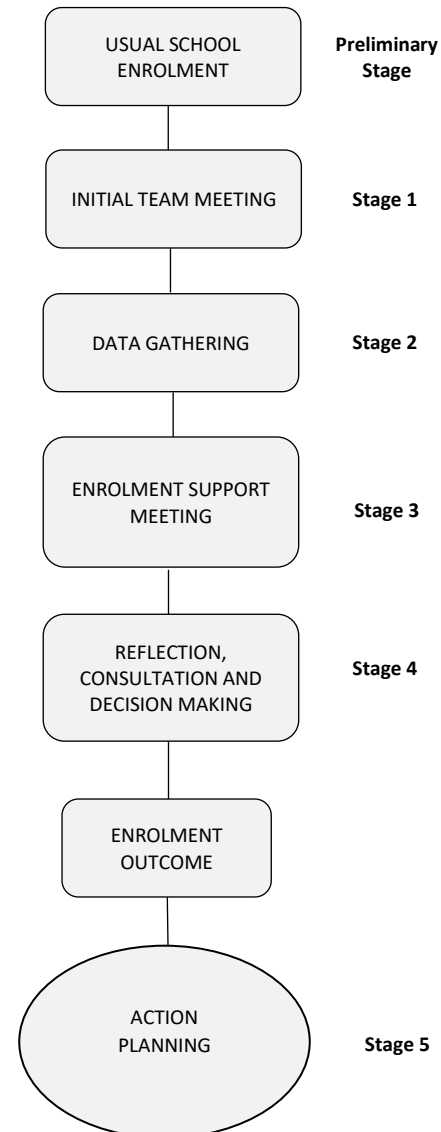 USUAL SCHOOL
ENROLMENT
Preliminary
Stage
INITIAL TEAM MEETING
Stage 1
DATA GATHERING
Stage 2
ENROLMENT SUPPORT
MEETING
Stage 3
REFLECTION,
CONSULTATION AND
DECISION MAKING
Stage 4
ENROLMENT
OUTCOME
ACTION
PLANNING
Stage 5